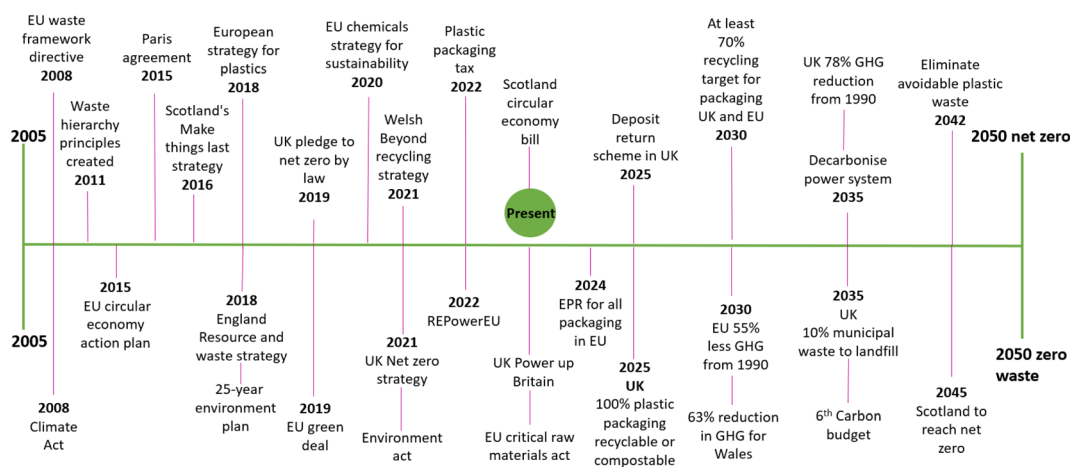 EU waste
framework
directive
2008
Waste
hierarchy
principles
created
2011
Paris
agreement
2015
Scotland's
Make
things last
strategy
2016
European
strategy for
plastics
2018
UK pledge to
net zero by
law
2019
EU chemicals
strategy for
sustainability
2020
Welsh
Beyond
recycling
strategy
2021
Plastic
packaging
tax
2022
Scotland
circular
economy
bill
Present
Deposit
return
scheme in UK
2025
At least
70%
recycling
target for
packaging
UK and EU
2030
UK 78% GHG
reduction
from 1990
Decarbonise
power system
2035
Eliminate
avoidable plastic
waste
2042
2005
2050 net zero
2005
2050 zero
waste
2008
Climate
Act
2015
EU circular
economy
action plan
2018
England
Resource and
waste strategy
25-year
environment
plan
2019
EU green
deal
2021
UK Net zero
strategy
Environment
act
2022
REPowerEU
UK Power up
Britain
EU critical raw
materials act
2024
EPR for all
packaging
in EU
2025
UK
100% plastic
packaging
recyclable or
compostable
2030
EU 55%
less GHG
from 1990
63% reduction
in GHG for
Wales
2035
UK
10% municipal
waste to landfill
6th Carbon
budget
2045
Scotland to
reach net
zero